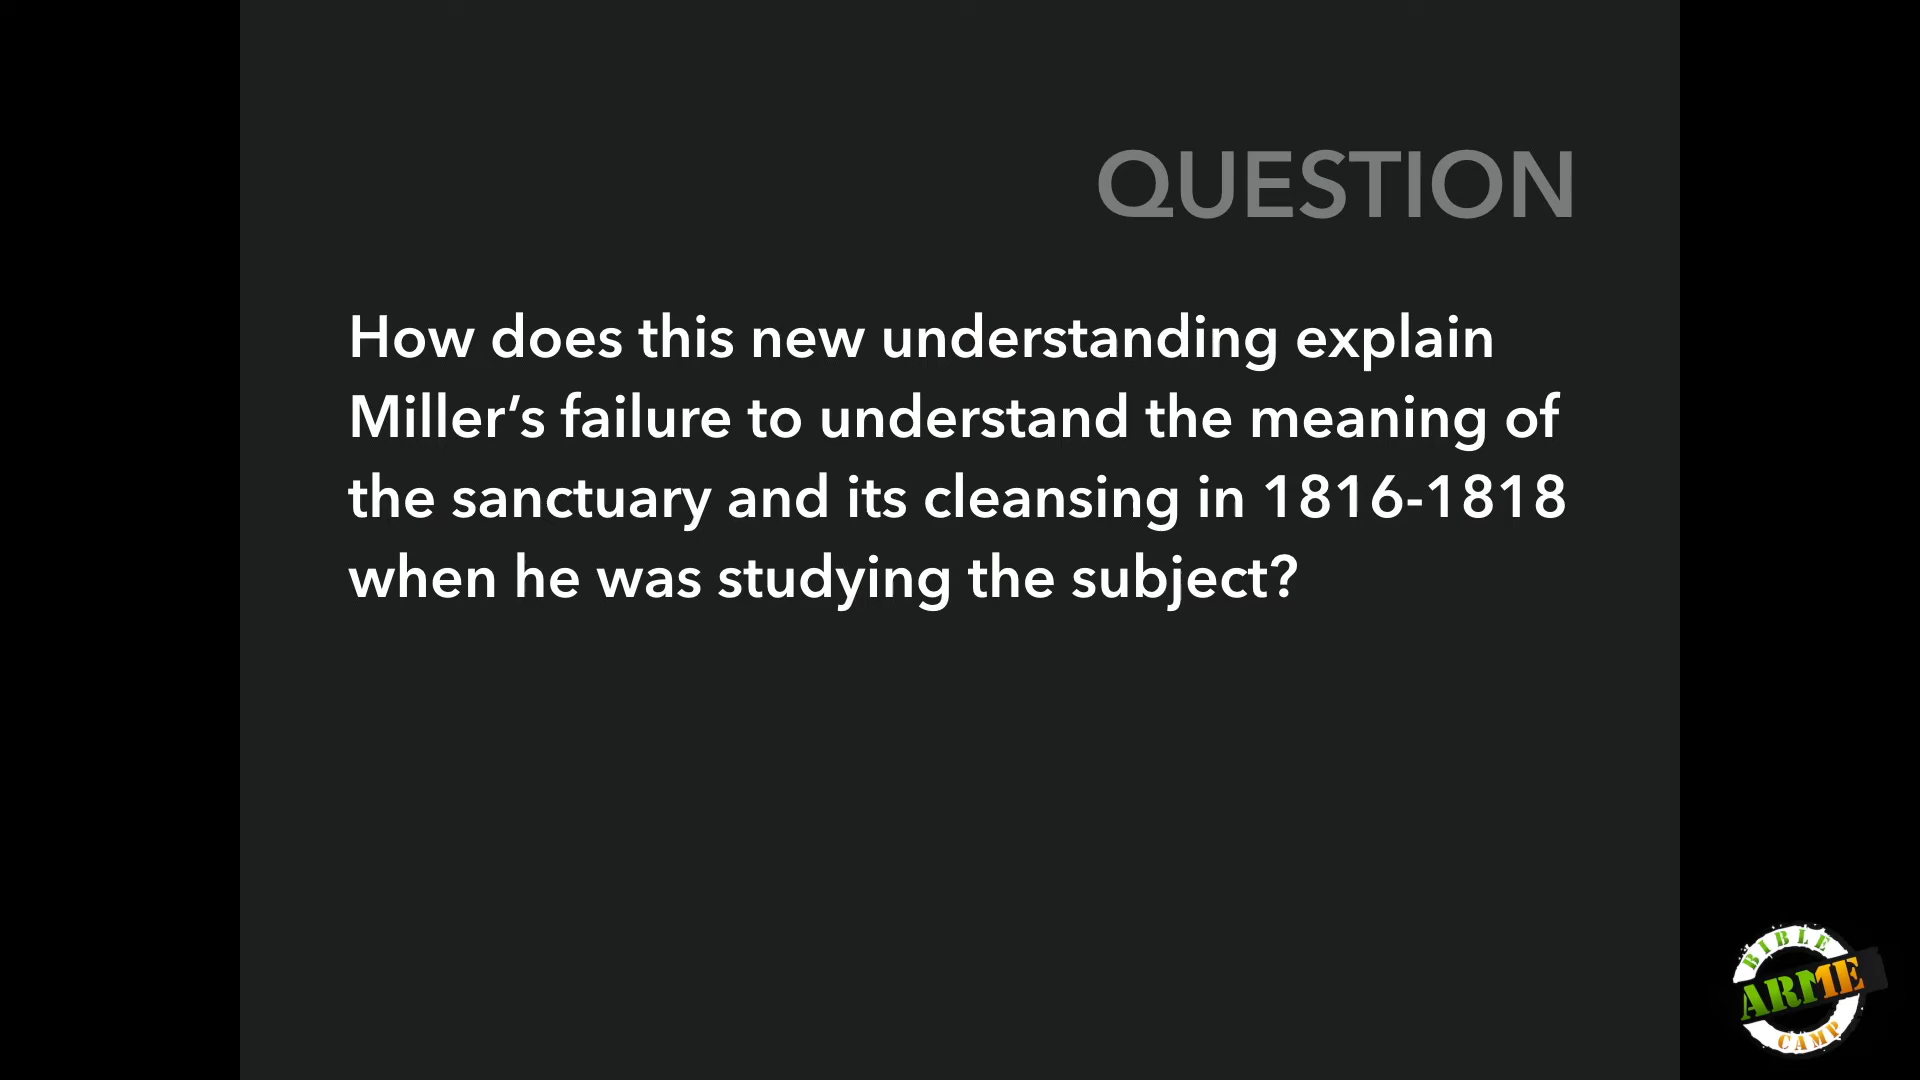 QUESTION
How does this new understanding explain
Miller’s failure to understand the meaning of
the sanctuary and its cleansing in 1816-1818
when he was studying the subject?
BIBLE
ARME
CAMP